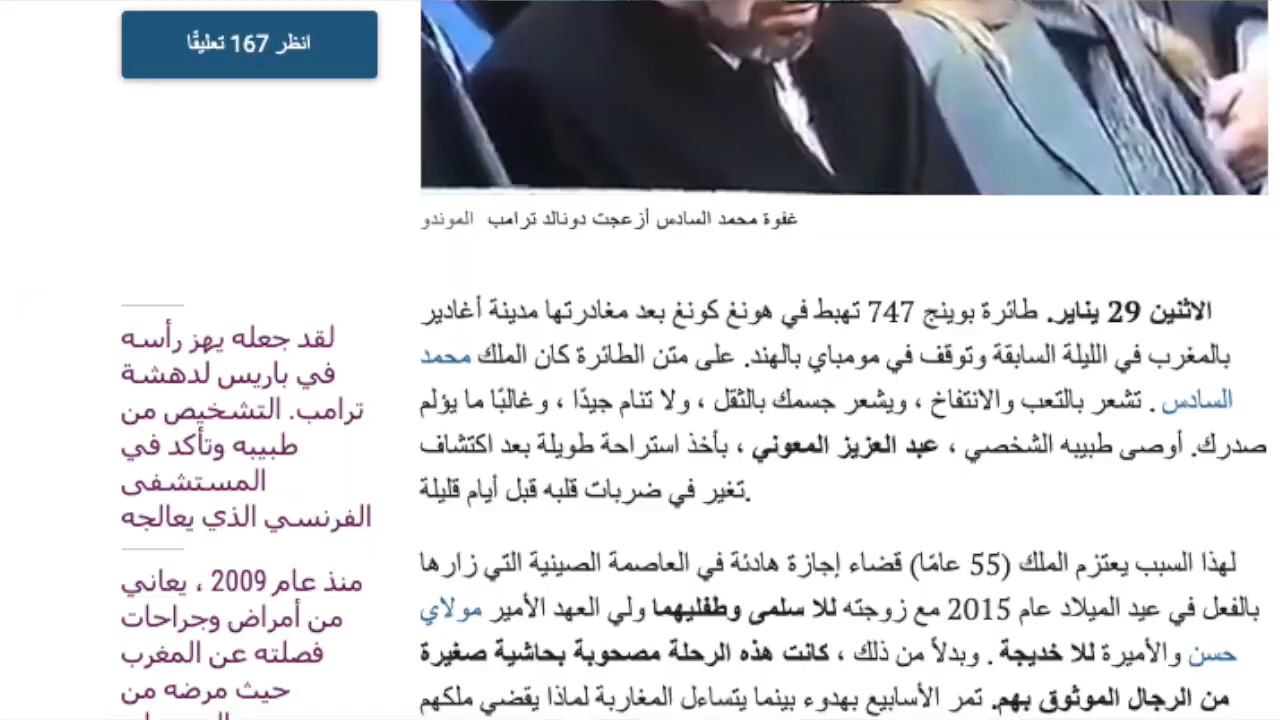 انظر 167 تعليقًا
غفوة محمد السادس أزعجت دونالد ترامب الموندو
الاثنين 29 يناير. طائرة بوينج 747 تهبط في هونغ كونغ بعد مغادرتها مدينة أغادير
بالمغرب في الليلة السابقة وتوقف في مومباي بالهند. على متن الطائرة كان الملك محمد
السادس . تشعر بالتعب والانتفاخ ، ويشعر جسمك بالثقل ، ولا تنام جيدًا ، وغالبًا ما يؤلم
صدرك. أوصى طبيبه الشخصي ، عبد العزيز المعوني ، بأخذ استراحة طويلة بعد اكتشاف
تغير في ضربات قلبه قبل أيام قليلة.
لهذا السبب يعتزم الملك (55 عامًا) قضاء إجازة هادئة في العاصمة الصينية التي زارها
بالفعل في عيد الميلاد عام 2015 مع زوجته للا سلمى وطفليهما ولي العهد الأمير مولاي
حسن والأميرة للا خديجة . وبدلاً من ذلك ، كانت هذه الرحلة مصحوبة بحاشية صغيرة
من الرجال الموثوق بهم. تمر الأسابيع بهدوء بينما يتساءل المغاربة لماذا يقضي ملكهم
لقد جعله يهز رأسه
في باريس لدهشة
ترامب. التشخيص من
طبيبه وتأكد في
المستشفى
الفرنسي الذي يعالجه
منذ عام 2009 ، يعاني
من أمراض وجراحات
فصلته عن المغرب
حيث مرضه من